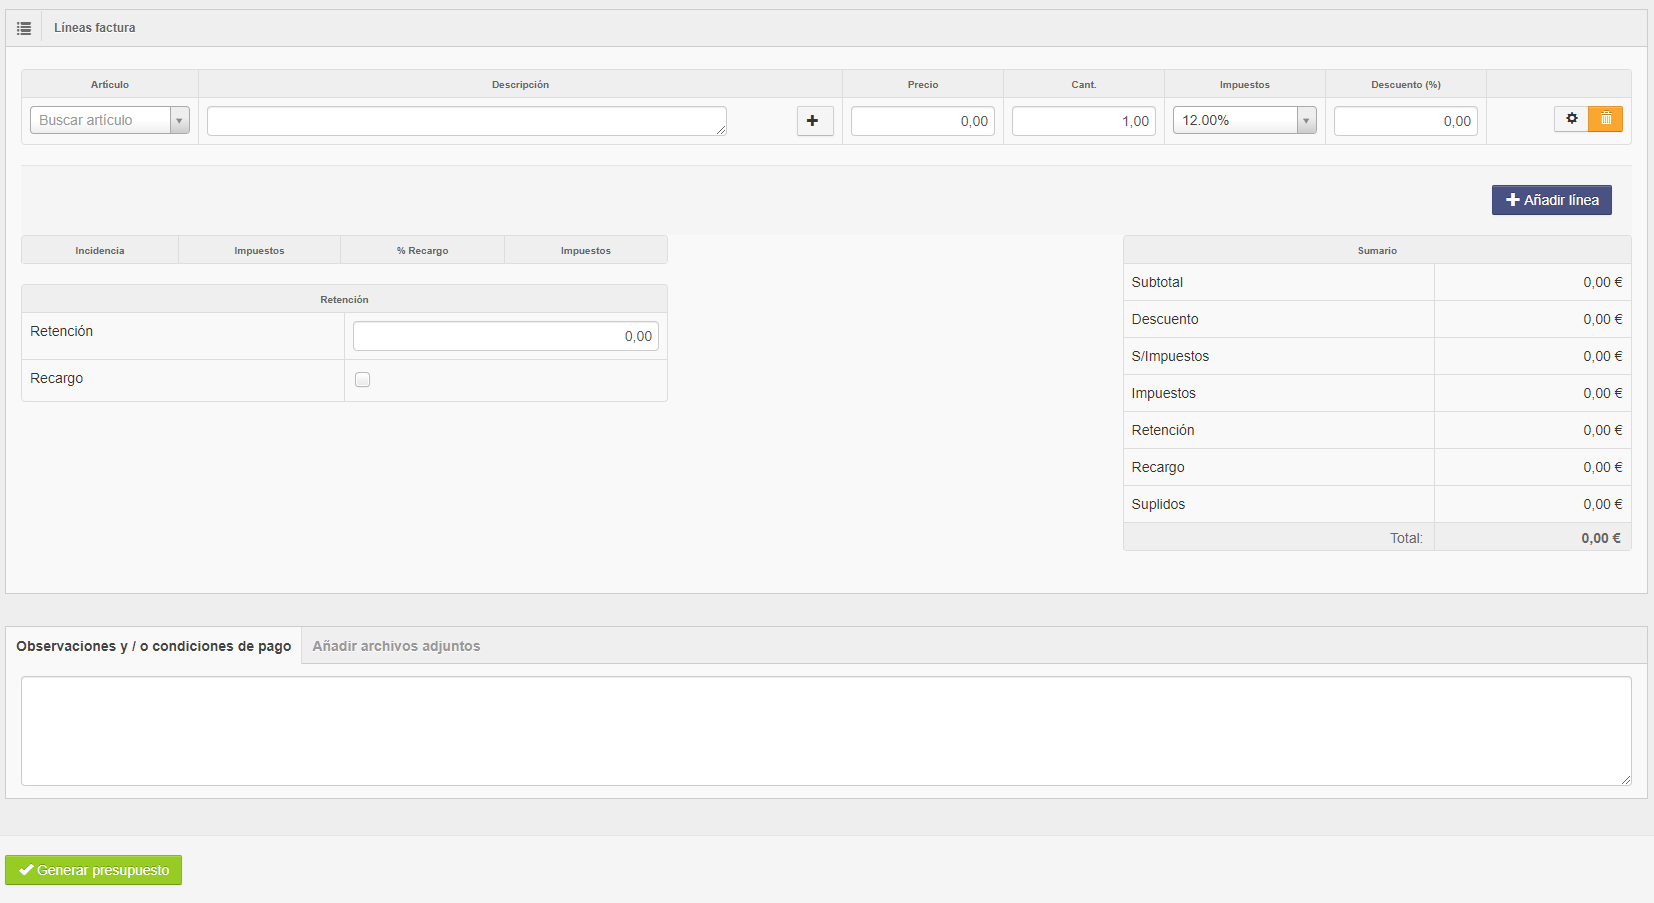 Líneas factura
Artículo Descripción Precio Cant. Impuestos Descuento (%)
Buscar artículo 0,00 1,00 12.00% 0,00
Añadir línea
Incidencia Impuestos % Recargo Impuestos
Retención
Retención 0,00
Recargo
Sumario
Subtotal 0,00 €
Descuento 0,00 €
S/Impuestos 0,00 €
Impuestos 0,00 €
Retención 0,00 €
Recargo 0,00 €
Suplidos 0,00 €
Total: 0,00 €
Observaciones y / o condiciones de pago Añadir archivos adjuntos
Generar presupuesto